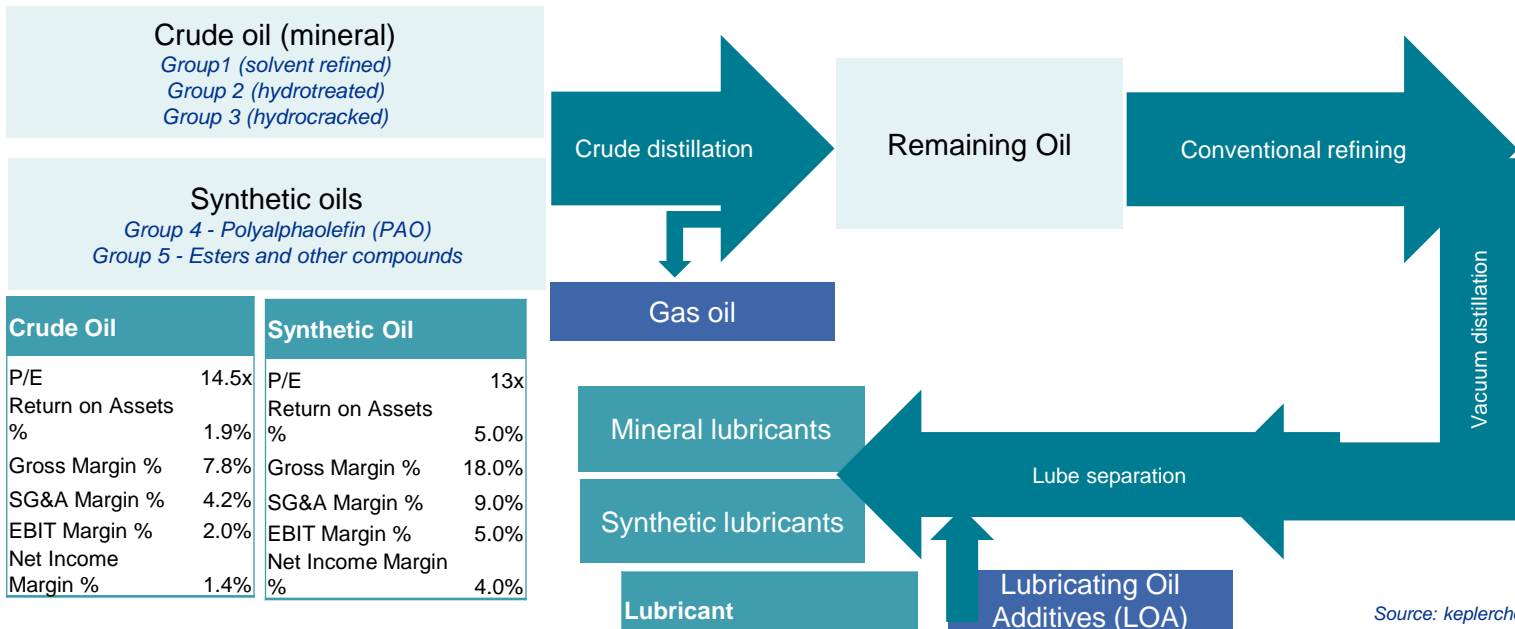 Crude oil (mineral)
Group1 (solvent refined)
Group 2 (hydrotreated)
Group 3 (hydrocracked)
Synthetic oils
Group 4 - Polyalphaolefin (PAO)
Group 5 - Esters and other compounds
Crude distillation
Remaining Oil
Conventional refining
Gas oil
Vacuum distillation
Crude Oil
P/E 14.5x
Return on Assets
% 1.9%
Gross Margin % 7.8%
SG&A Margin % 4.2%
EBIT Margin % 2.0%
Net Income
Margin % 1.4%
Synthetic Oil
P/E 13x
Return on Assets
% 5.0%
Gross Margin % 18.0%
SG&A Margin % 9.0%
EBIT Margin % 5.0%
Net Income Margin
% 4.0%
Mineral lubricants
Synthetic lubricants
Lube separation
Lubricant
Lubricating Oil
Additives (LOA)
Source: